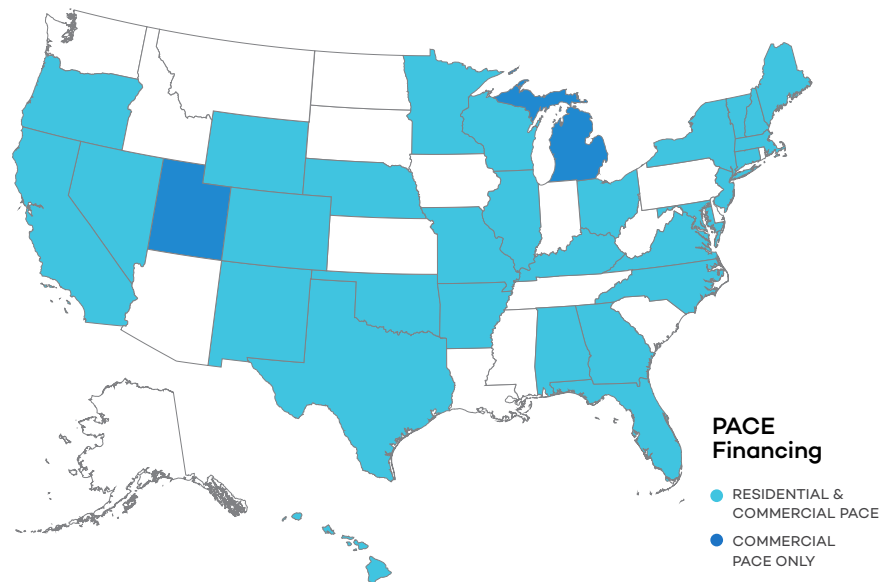 PACE
Financing
RESIDENTIAL &
COMMERCIAL PACE
COMMERCIAL
PACE ONLY